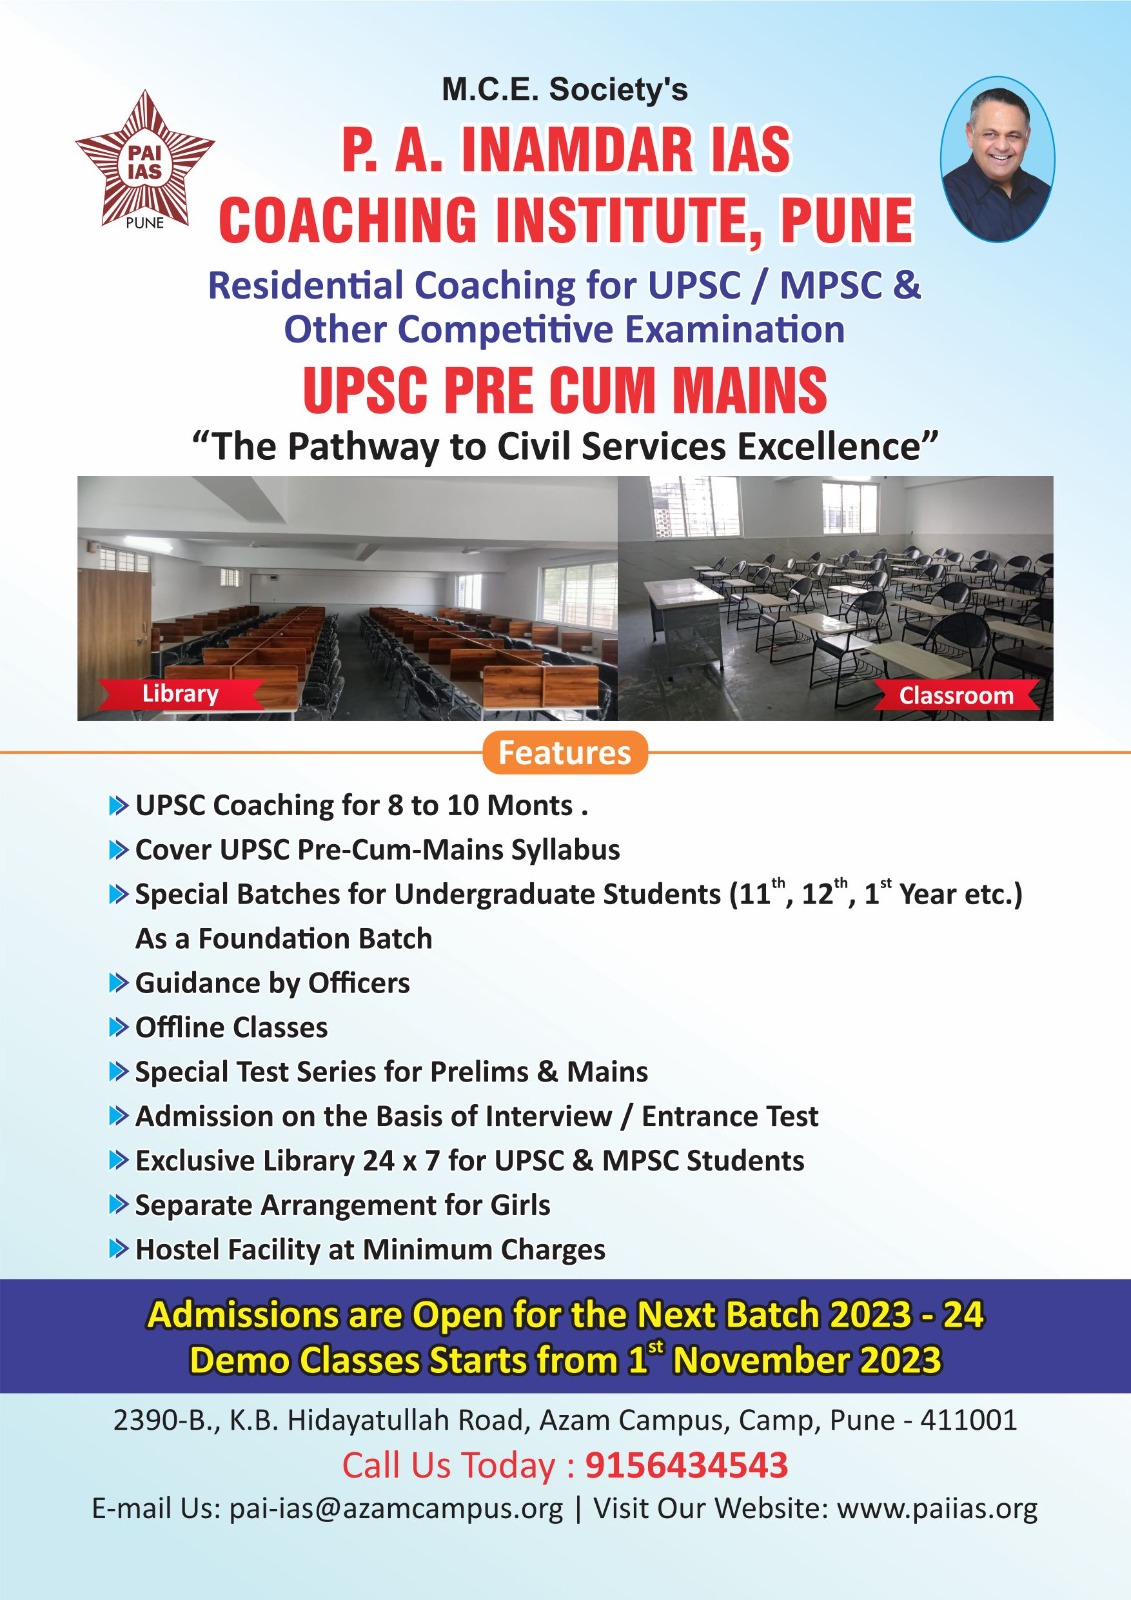 M.C.E. Society's
PAI
IAS
PUNE
P. A. INAMDAR IAS
COACHING INSTITUTE, PUNE
Residential Coaching for UPSC / MPSC &
Other Competitive Examination
UPSC PRE CUM MAINS
“The Pathway to Civil Services Excellence”
Library
Classroom
Features
UPSC Coaching for 8 to 10 Monts .
Cover UPSC Pre-Cum-Mains Syllabus
Special Batches for Undergraduate Students (11th, 12th, 1st Year etc.)
As a Foundation Batch
Guidance by Officers
Offline Classes
Special Test Series for Prelims & Mains
Admission on the Basis of Interview / Entrance Test
Exclusive Library 24 x 7 for UPSC & MPSC Students
Separate Arrangement for Girls
Hostel Facility at Minimum Charges
Admissions are Open for the Next Batch 2023 - 24
Demo Classes Starts from 1st November 2023
2390-B., K.B. Hidayatullah Road, Azam Campus, Camp, Pune - 411001
Call Us Today : 9156434543
E-mail Us: pai-ias@azamcampus.org | Visit Our Website: www.paiias.org